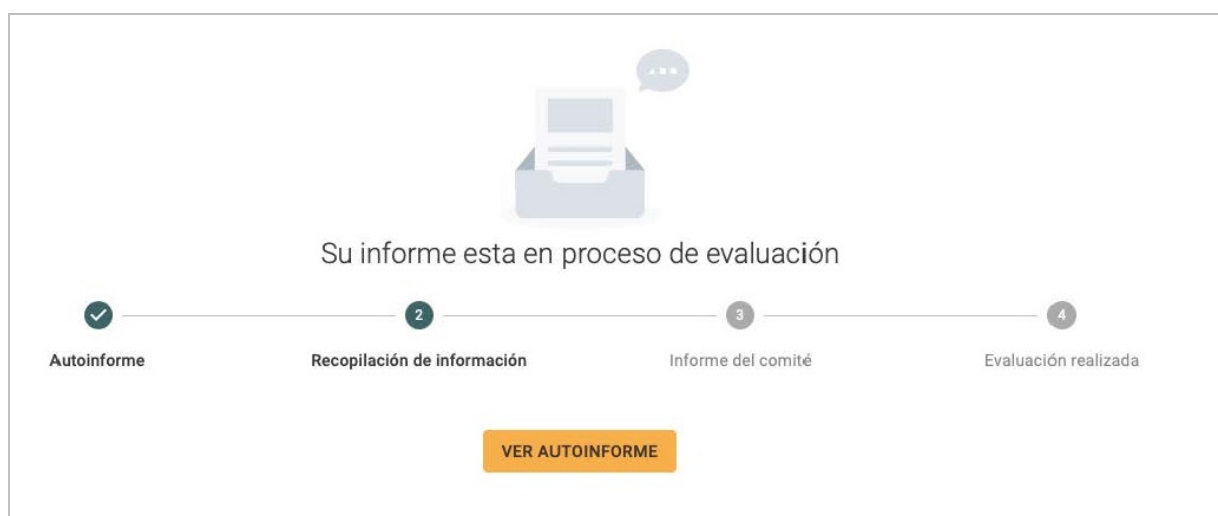 Su informe esta en proceso de evaluación
2
3
4
Autoinforme
Recopilación de información
Informe del comité
Evaluación realizada
VER AUTOINFORME